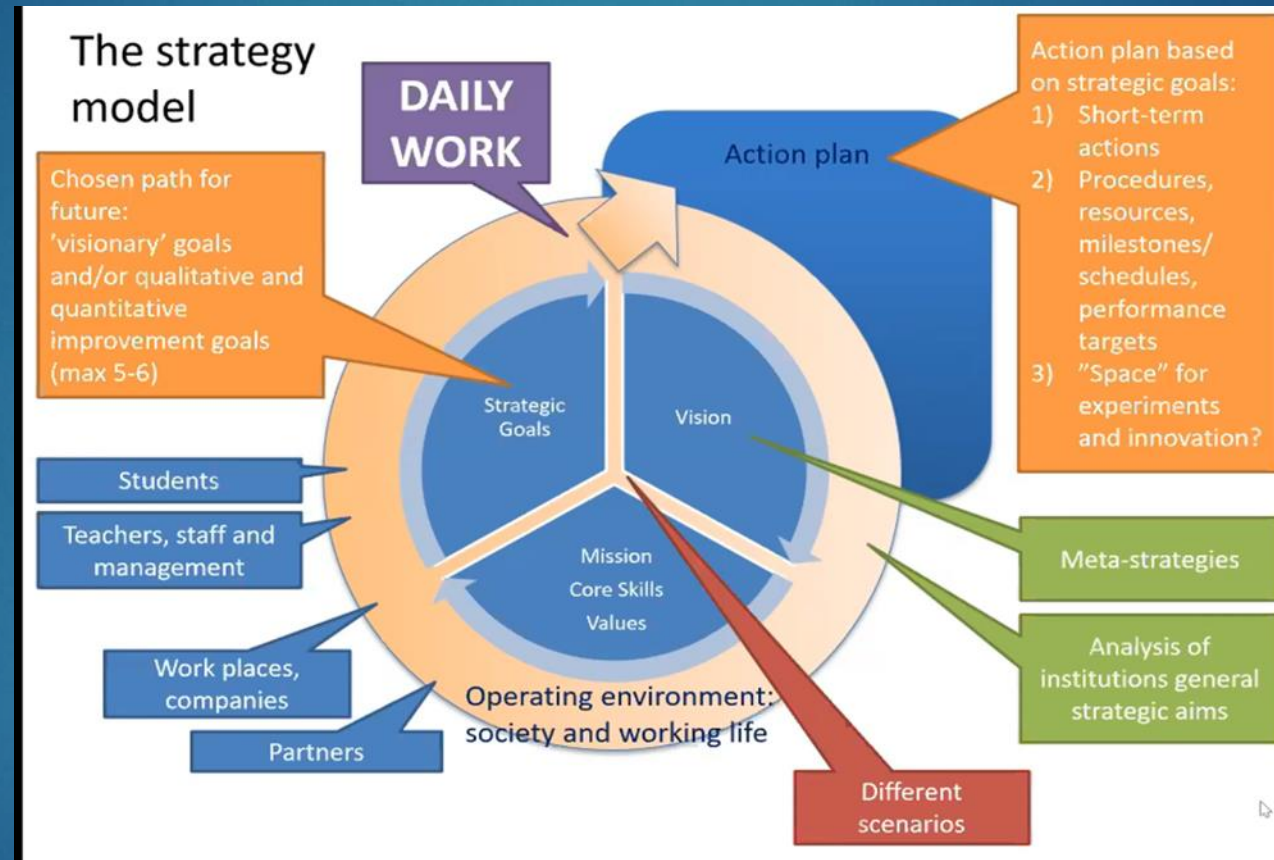 The strategy
model
DAILY
WORK
Action plan
Action plan based
on strategic goals:
1) Short-term
actions
2) Procedures,
resources,
milestones/
schedules,
performance
targets
3) ”Space” for
experiments
and innovation?
Chosen path for
future:
’visionary’ goals
and/or qualitative and
quantitative
improvement goals
(max 5-6)
Strategic
Goals
Vision
Mission
Core Skills
Values
Students
Teachers, staff and
management
Work places,
companies
Partners
Operating environment:
society and working life
Meta-strategies
Analysis of
institutions general
strategic aims
Different
scenarios